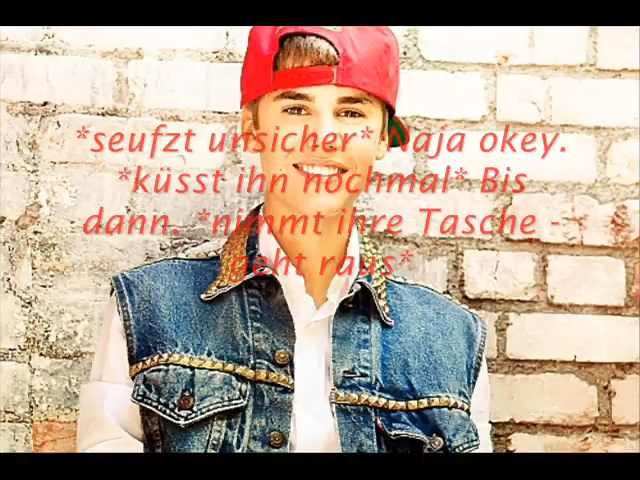 *seufzt unsicher* Naja okey.
*küsst ihn nochmal* Bis
dann. *nimmt ihre Tasche -
geht raus*